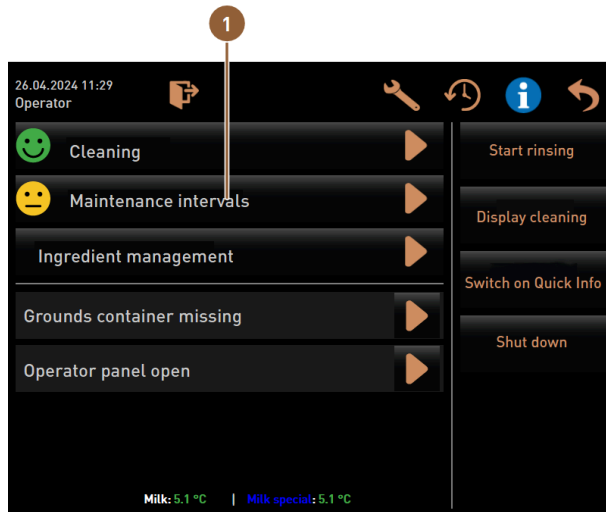 1
26.04.2024 11:29
Operator
i
Cleaning
Maintenance intervals
Ingredient management
Grounds container missing
Operator panel open
Start rinsing
Display cleaning
Switch on Quick Info
Shut down
Milk: 5.1 °C | Milk special: 5.1 °C